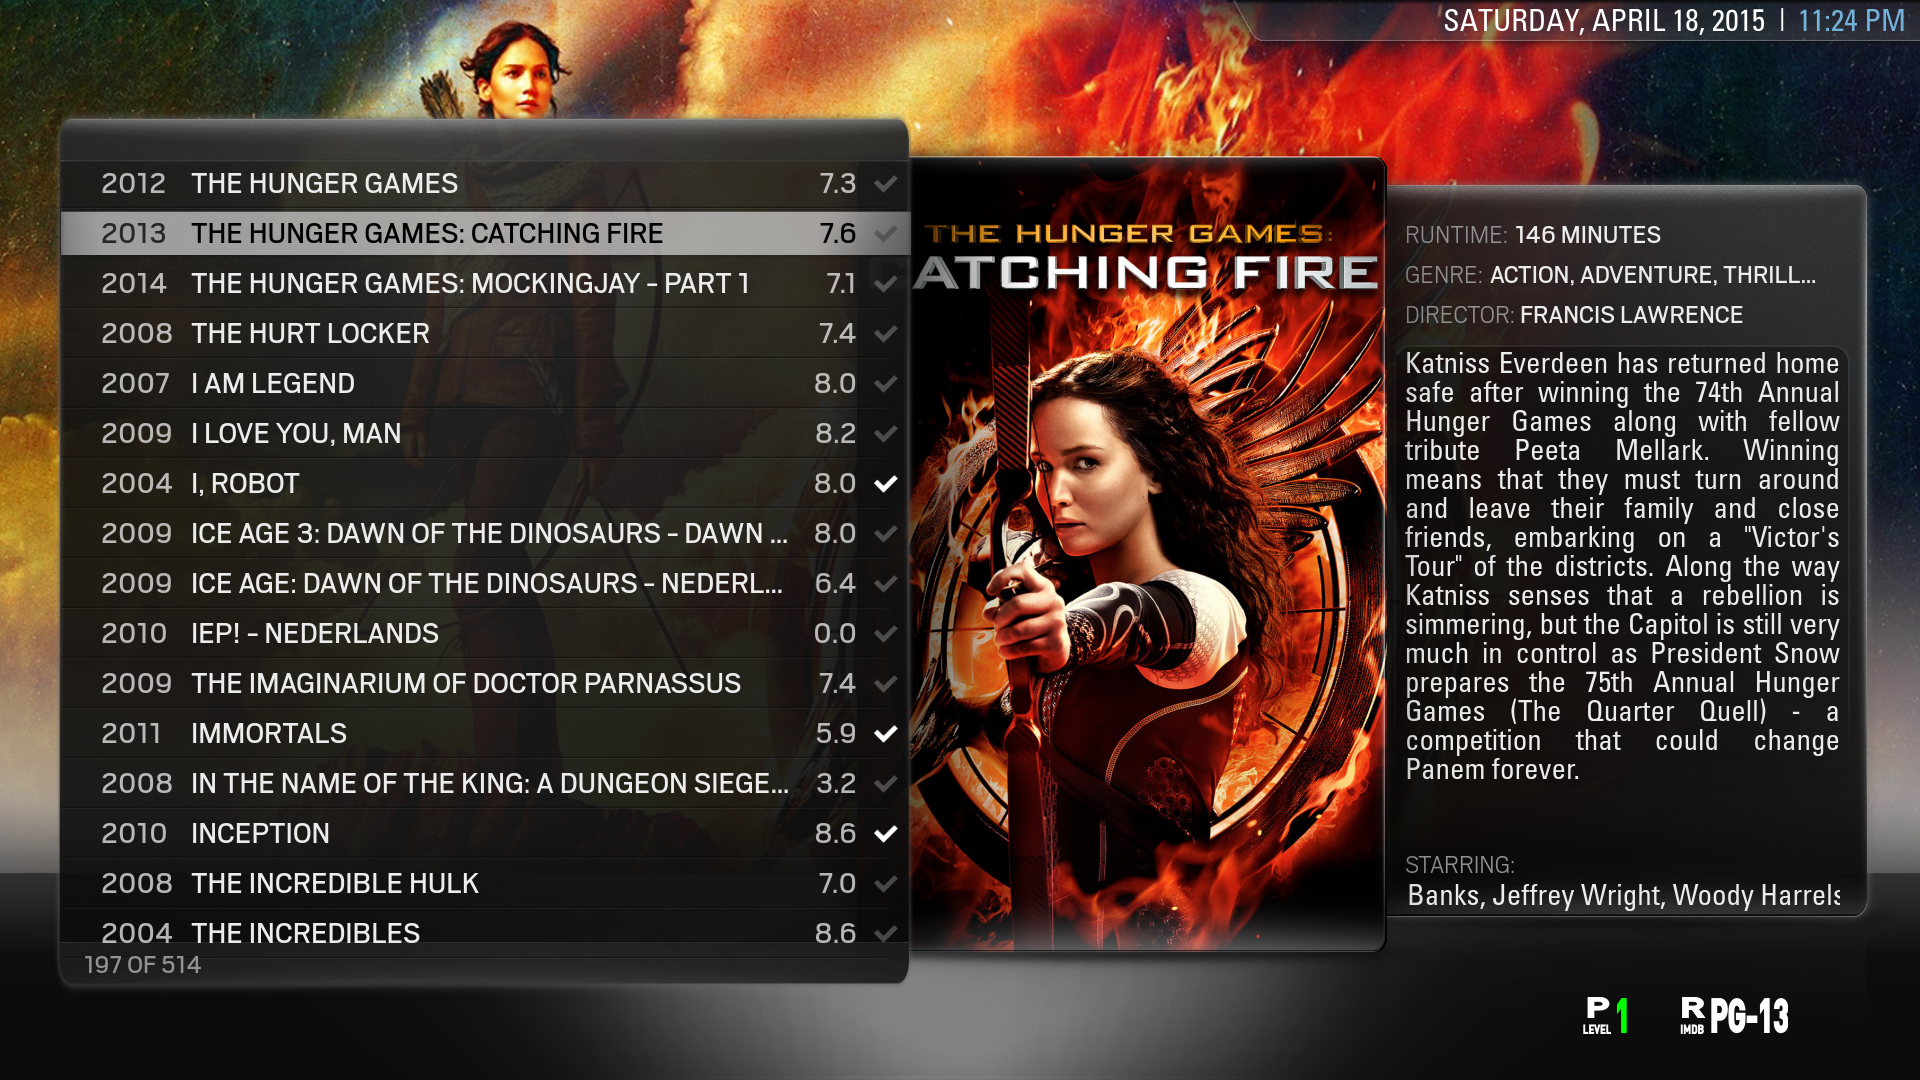 SATURDAY, APRIL 18, 2015 | 11:24 PM
2012 THE HUNGER GAMES 7.3
2013 THE HUNGER GAMES: CATCHING FIRE 7.6
2014 THE HUNGER GAMES: MOCKINGJAY - PART 1 7.1
2008 THE HURT LOCKER 7.4
2007 I AM LEGEND 8.0
2009 I LOVE YOU, MAN 8.2
2004 I, ROBOT 8.0
2009 ICE AGE 3: DAWN OF THE DINOSAURS - DAWN ... 8.0
2009 ICE AGE: DAWN OF THE DINOSAURS - NEDERL... 6.4
2010 IEP! - NEDERLANDS 0.0
2009 THE IMAGINARIUM OF DOCTOR PARNASSUS 7.4
2011 IMMORTALS 5.9
2008 IN THE NAME OF THE KING: A DUNGEON SIEGE... 3.2
2010 INCEPTION 8.6
2008 THE INCREDIBLE HULK 7.0
2004 THE INCREDIBLES 8.6
197 OF 514
THE HUNGER GAMES:
ATCHING FIRE
RUNTIME: 146 MINUTES
GENRE: ACTION, ADVENTURE, THRILL...
DIRECTOR: FRANCIS LAWRENCE
Katniss Everdeen has returned home
safe after winning the 74th Annual
Hunger Games along with fellow
tribute Peeta Mellark. Winning
means that they must turn around
and leave their family and close
friends, embarking on a "Victor's
Tour" of the districts. Along the way
Katniss senses that a rebellion is
simmering, but the Capitol is still very
much in control as President Snow
prepares the 75th Annual Hunger
Games (The Quarter Quell) - a
competition that could change
Panem forever.
STARRING:
Banks, Jeffrey Wright, Woody Harrels
P LEVEL 1
R IMDB PG-13